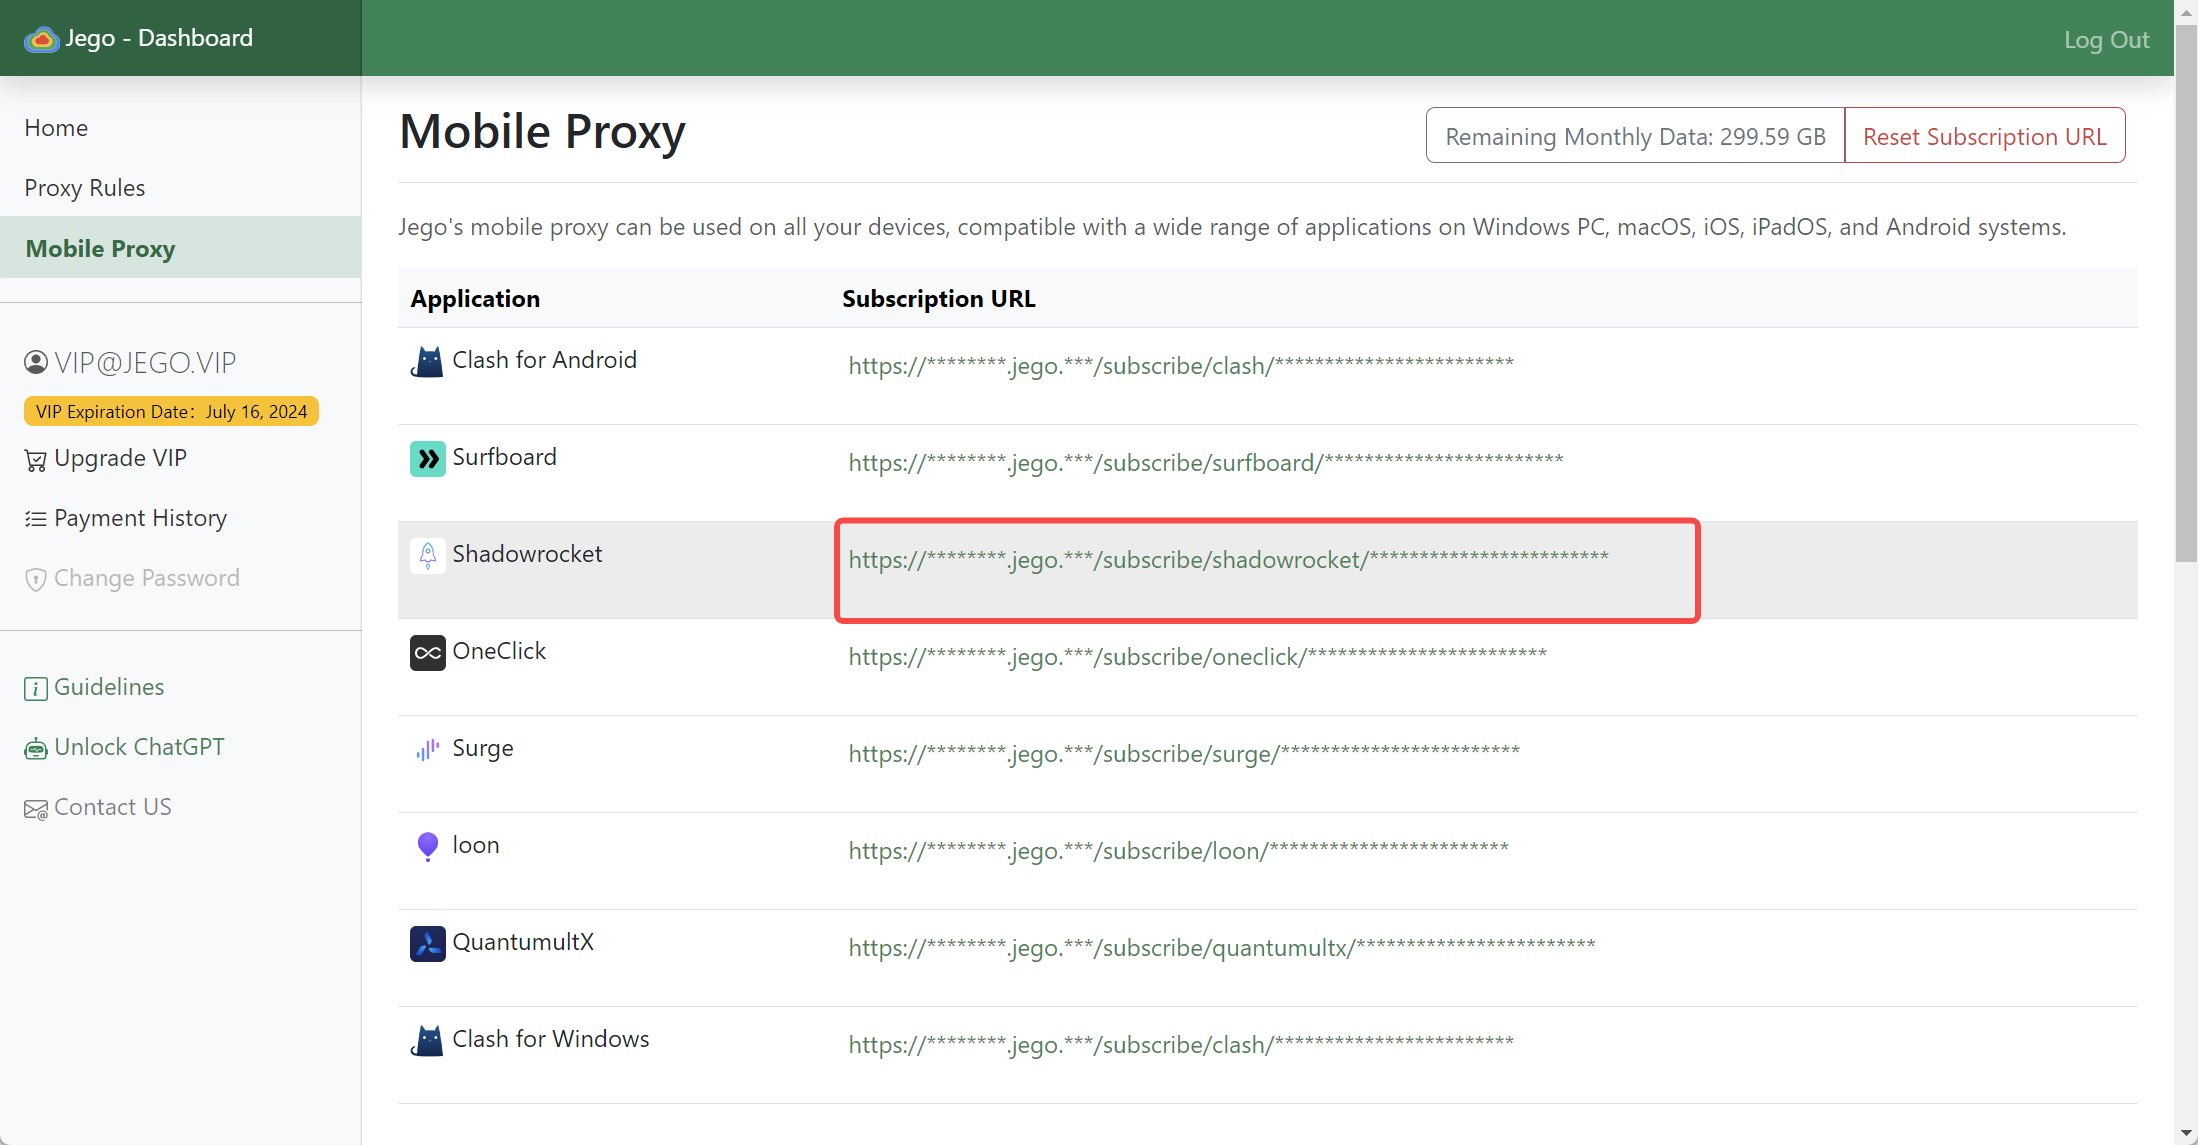 Jego - Dashboard
Log Out
Home
Proxy Rules
Mobile Proxy
VIP@JEGO.VIP
VIP Expiration Date：July 16, 2024
Upgrade VIP
Payment History
Change Password
Guidelines
Unlock ChatGPT
Contact US
Mobile Proxy
Remaining Monthly Data: 299.59 GB
Reset Subscription URL
Jego's mobile proxy can be used on all your devices, compatible with a wide range of applications on Windows PC, macOS, iOS, iPadOS, and Android systems.
Application Subscription URL
Clash for Android https://********.jego.***/subscribe/clash/************************
Surfboard https://********.jego.***/subscribe/surfboard/************************
Shadowrocket https://********.jego.***/subscribe/shadowrocket/************************
OneClick https://********.jego.***/subscribe/oneclick/************************
Surge https://********.jego.***/subscribe/surge/************************
loon https://********.jego.***/subscribe/loon/************************
QuantumultX https://********.jego.***/subscribe/quantumultx/************************
Clash for Windows https://********.jego.***/subscribe/clash/************************